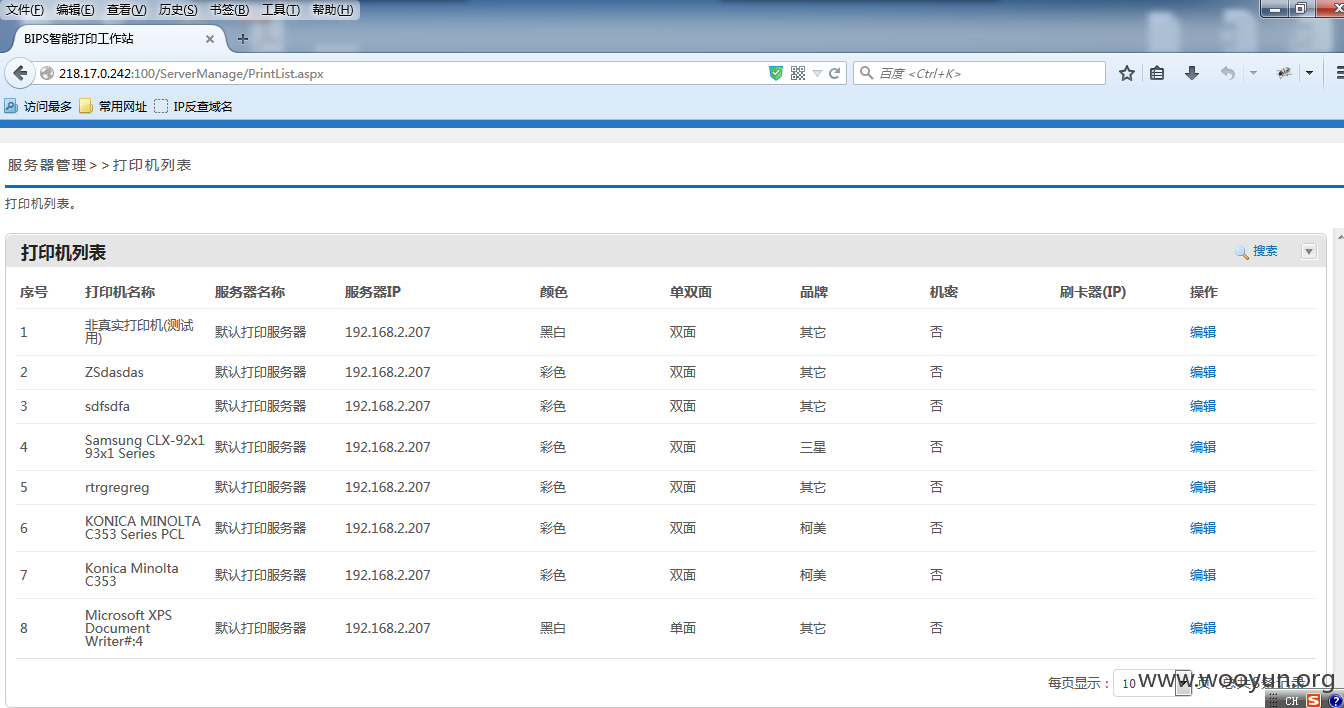 文件(F) 编辑(E) 查看(V) 历史(S) 书签(B) 工具(T) 帮助(H)
BIPS智能打印工作站
218.17.0.242:100/ServerManage/PrintList.aspx
百度 <Ctrl+K>
访问最多 常用网址 IP反查域名
服务器管理>>打印机列表
打印机列表。
打印机列表 搜索
序号 打印机名称 服务器名称 服务器IP 颜色 单双面 品牌 机密 刷卡器(IP) 操作
1 非真实打印机(测试用) 默认打印服务器 192.168.2.207 黑白 双面 其它 否 编辑
2 ZSdasdas 默认打印服务器 192.168.2.207 彩色 双面 其它 否 编辑
3 sdfsdfa 默认打印服务器 192.168.2.207 彩色 双面 其它 否 编辑
4 Samsung CLX-92x1 93x1 Series 默认打印服务器 192.168.2.207 彩色 双面 三星 否 编辑
5 rtrgregreg 默认打印服务器 192.168.2.207 彩色 双面 其它 否 编辑
6 KONICA MINOLTA C353 Series PCL 默认打印服务器 192.168.2.207 彩色 双面 柯美 否 编辑
7 Konica Minolta C353 默认打印服务器 192.168.2.207 彩色 双面 柯美 否 编辑
8 Microsoft XPS Document Writer#:4 默认打印服务器 192.168.2.207 黑白 单面 其它 否 编辑
每页显示： 10
www.wooyun.org
CH